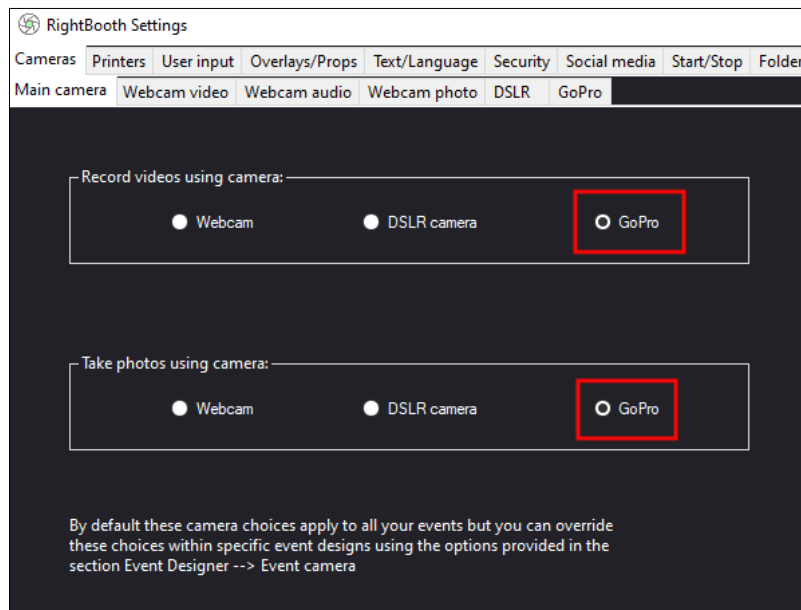 RightBooth Settings
Cameras Printers User input Overlays/Props Text/Language Security Social media Start/Stop Folder
Main camera Webcam video Webcam audio Webcam photo DSLR GoPro
Record videos using camera:
Webcam DSLR camera GoPro
Take photos using camera:
Webcam DSLR camera GoPro
By default these camera choices apply to all your events but you can override
these choices within specific event designs using the options provided in the
section Event Designer --> Event camera